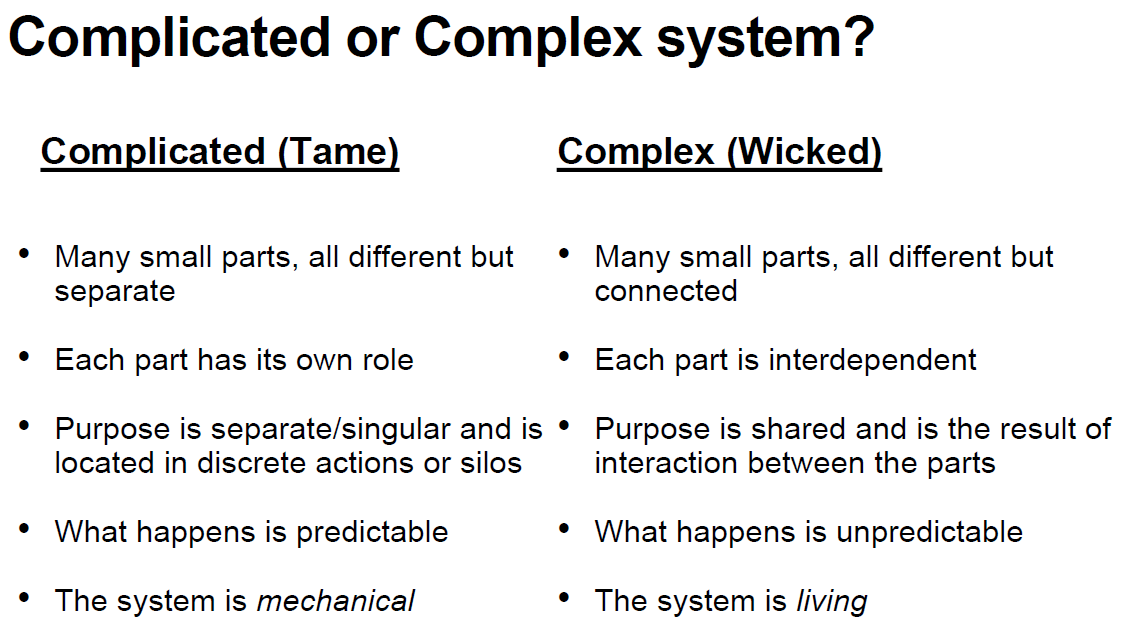 Complicated or Complex system?
Complicated (Tame)
• Many small parts, all different but
separate
• Each part has its own role
• Purpose is separate/singular and is
located in discrete actions or silos
• What happens is predictable
• The system is mechanical
Complex (Wicked)
• Many small parts, all different but
connected
• Each part is interdependent
• Purpose is shared and is the result of
interaction between the parts
• What happens is unpredictable
• The system is living